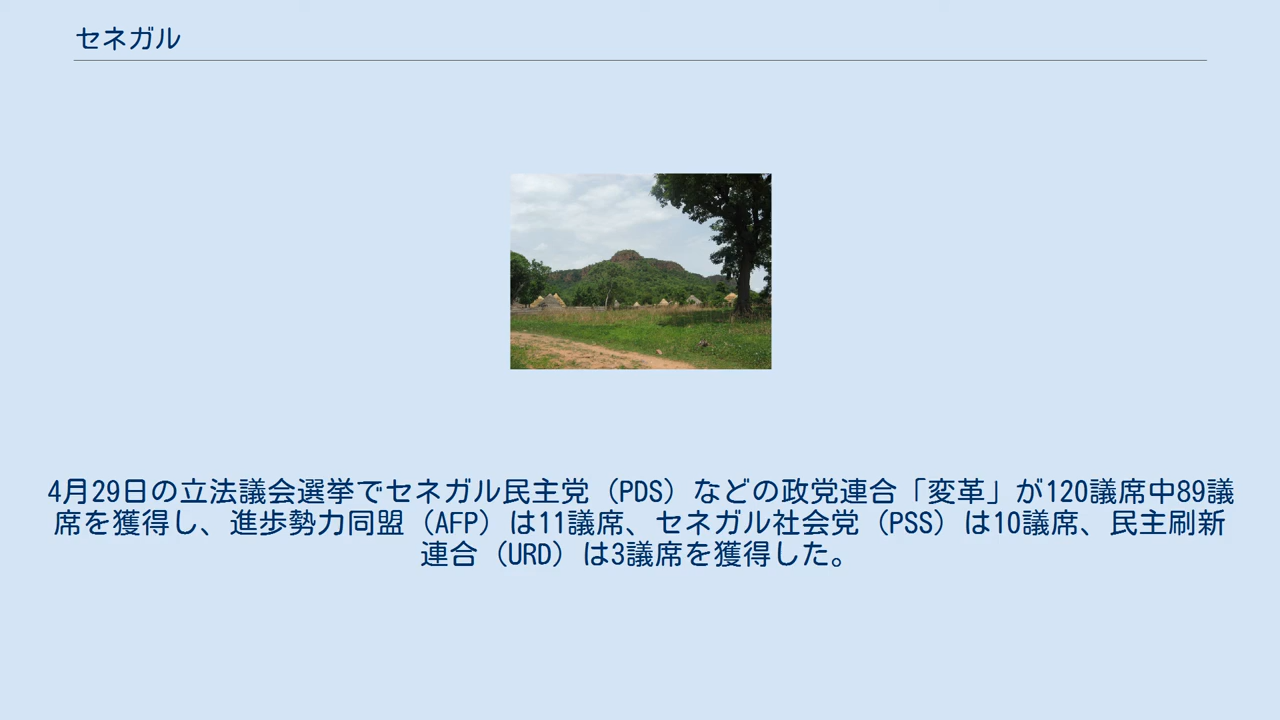 セネガル
4月29日の立法議会選挙でセネガル民主党（PDS）などの政党連合「変革」が120議席中89議
席を獲得し、進歩勢力同盟（AFP）は11議席、セネガル社会党（PSS）は10議席、民主刷新
連合（URD）は3議席を獲得した。